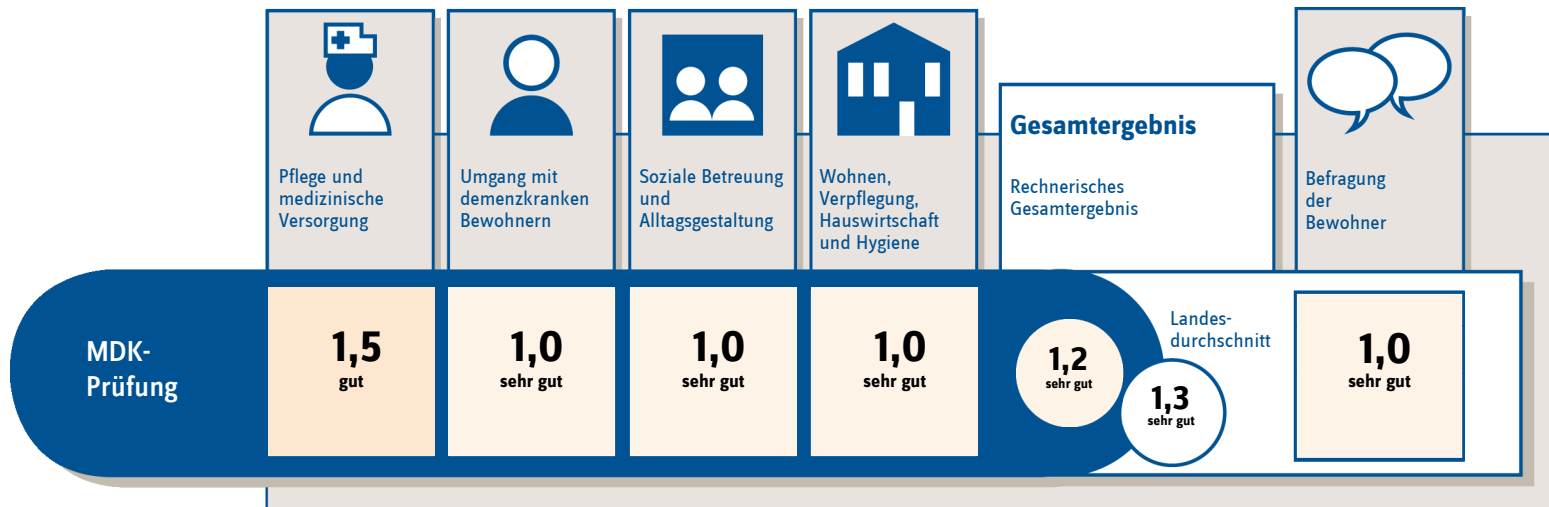 Pflege und
medizinische
Versorgung
Umgang mit
demenzkranken
Bewohnern
Soziale Betreuung
und
Alltagsgestaltung
Wohnen,
Verpflegung,
Hauswirtschaft
und Hygiene
Gesamtergebnis
Rechnerisches
Gesamtergebnis
Befragung
der
Bewohner
MDK-
Prüfung
1,5
gut
1,0
sehr gut
1,0
sehr gut
1,0
sehr gut
1,2
sehr gut
Landes-
durchschnitt
1,3
sehr gut
1,0
sehr gut